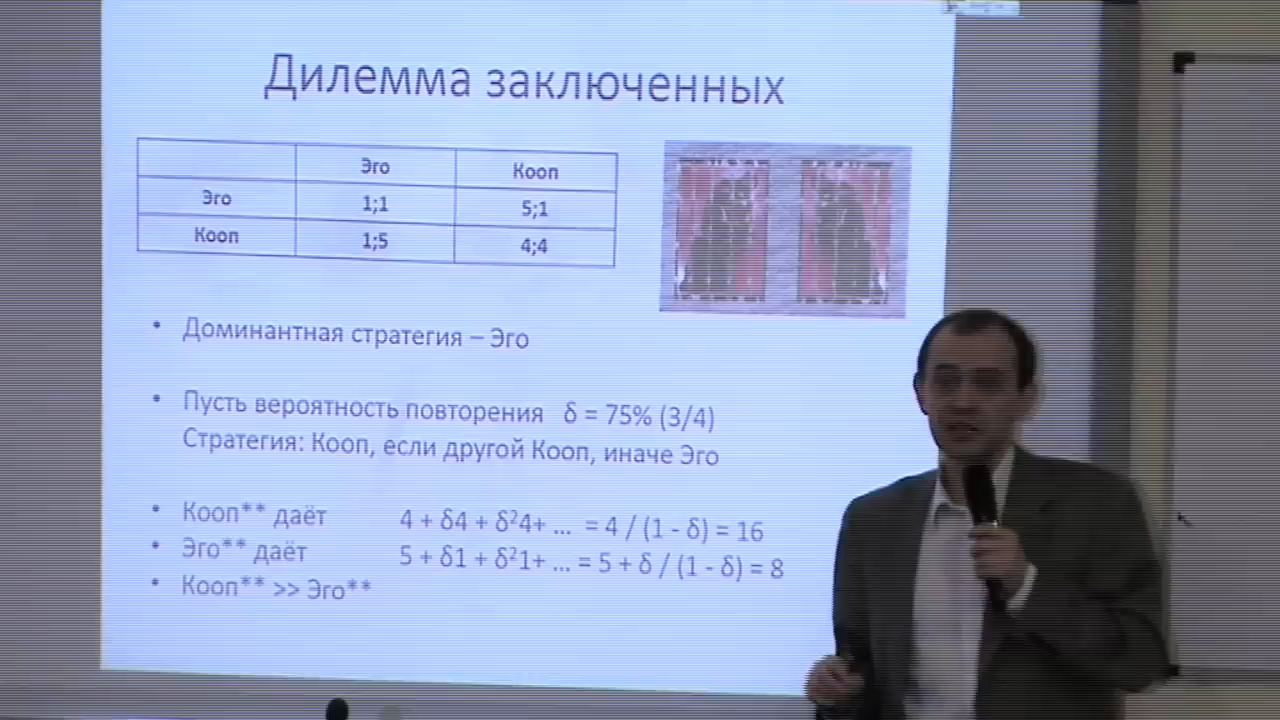 Дилемма заключенных
Эго Кооп
Эго 1;1 5;1
Кооп 1;5 4;4
• Доминантная стратегия – Эго
• Пусть вероятность повторения δ = 75% (3/4)
Стратегия: Кооп, если другой Кооп, иначе Эго
• Кооп** даёт 4 + δ4 + δ²4+ ... = 4 / (1 - δ) = 16
• Эго** даёт 5 + δ1 + δ²1+ ... = 5 + δ / (1 - δ) = 8
• Кооп** >> Эго**